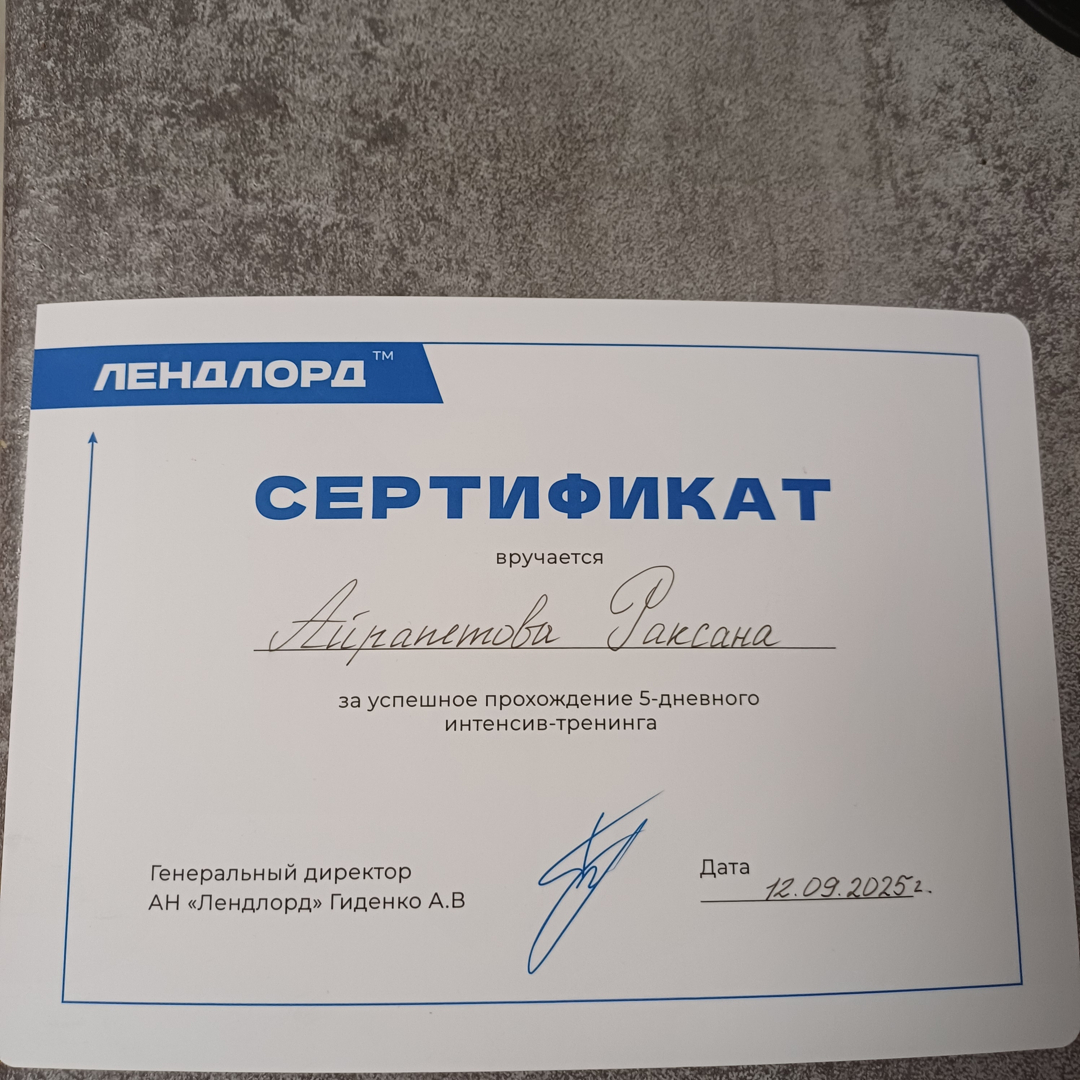 ЛЕНДЛОРД™
СЕРТИФИКАТ
вручается
Айрапетова Раксана
за успешное прохождение 5-дневного
интенсив-тренинга
Генеральный директор
АН «Лендлорд» Гиденко А.В
Дата 12.09.2025г.